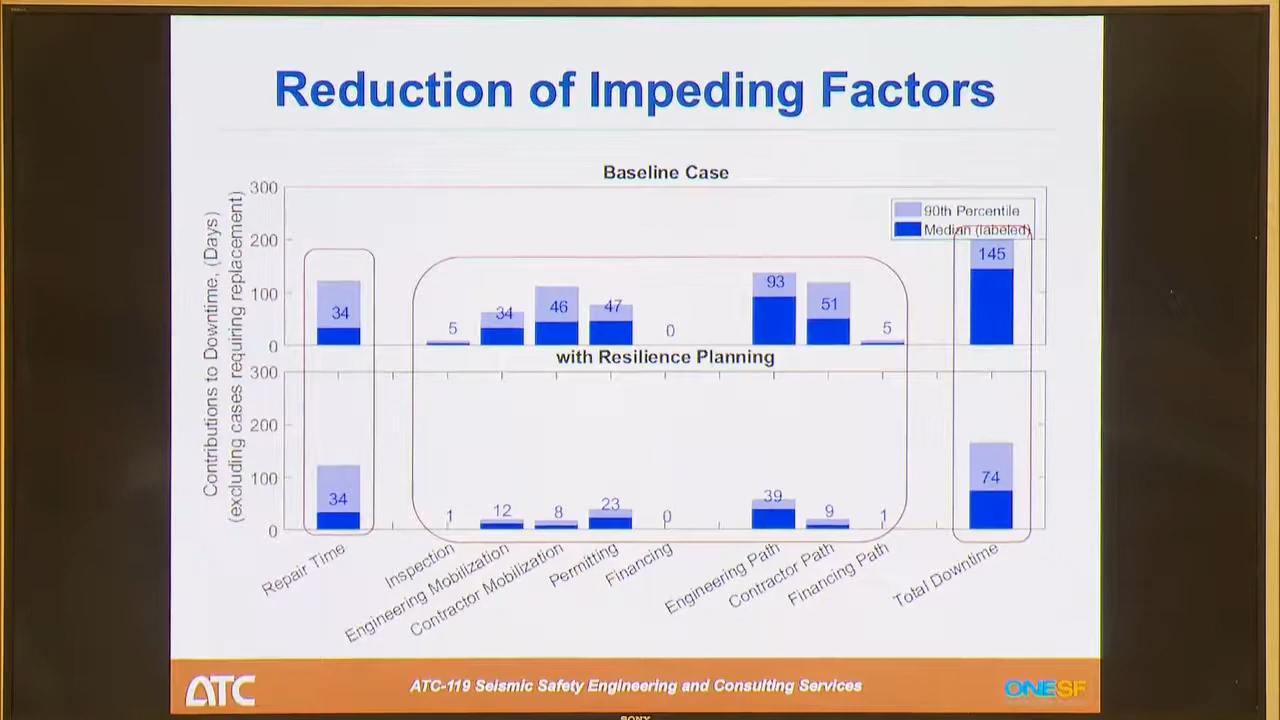 Reduction of Impeding Factors
Baseline Case
Contributions to Downtime, (Days)
(excluding cases requiring replacement)
300
200
100
0
90th Percentile
Median (labeled)
34
5
34
46
47
0
93
51
5
145
with Resilience Planning
300
200
100
0
34
1
12
8
23
0
39
9
1
74
Repair Time
Inspection
Engineering Mobilization
Contractor Mobilization
Permitting
Financing
Engineering Path
Contractor Path
Financing Path
Total Downtime
ATC
ATC-119 Seismic Safety Engineering and Consulting Services
ONESF
SONY